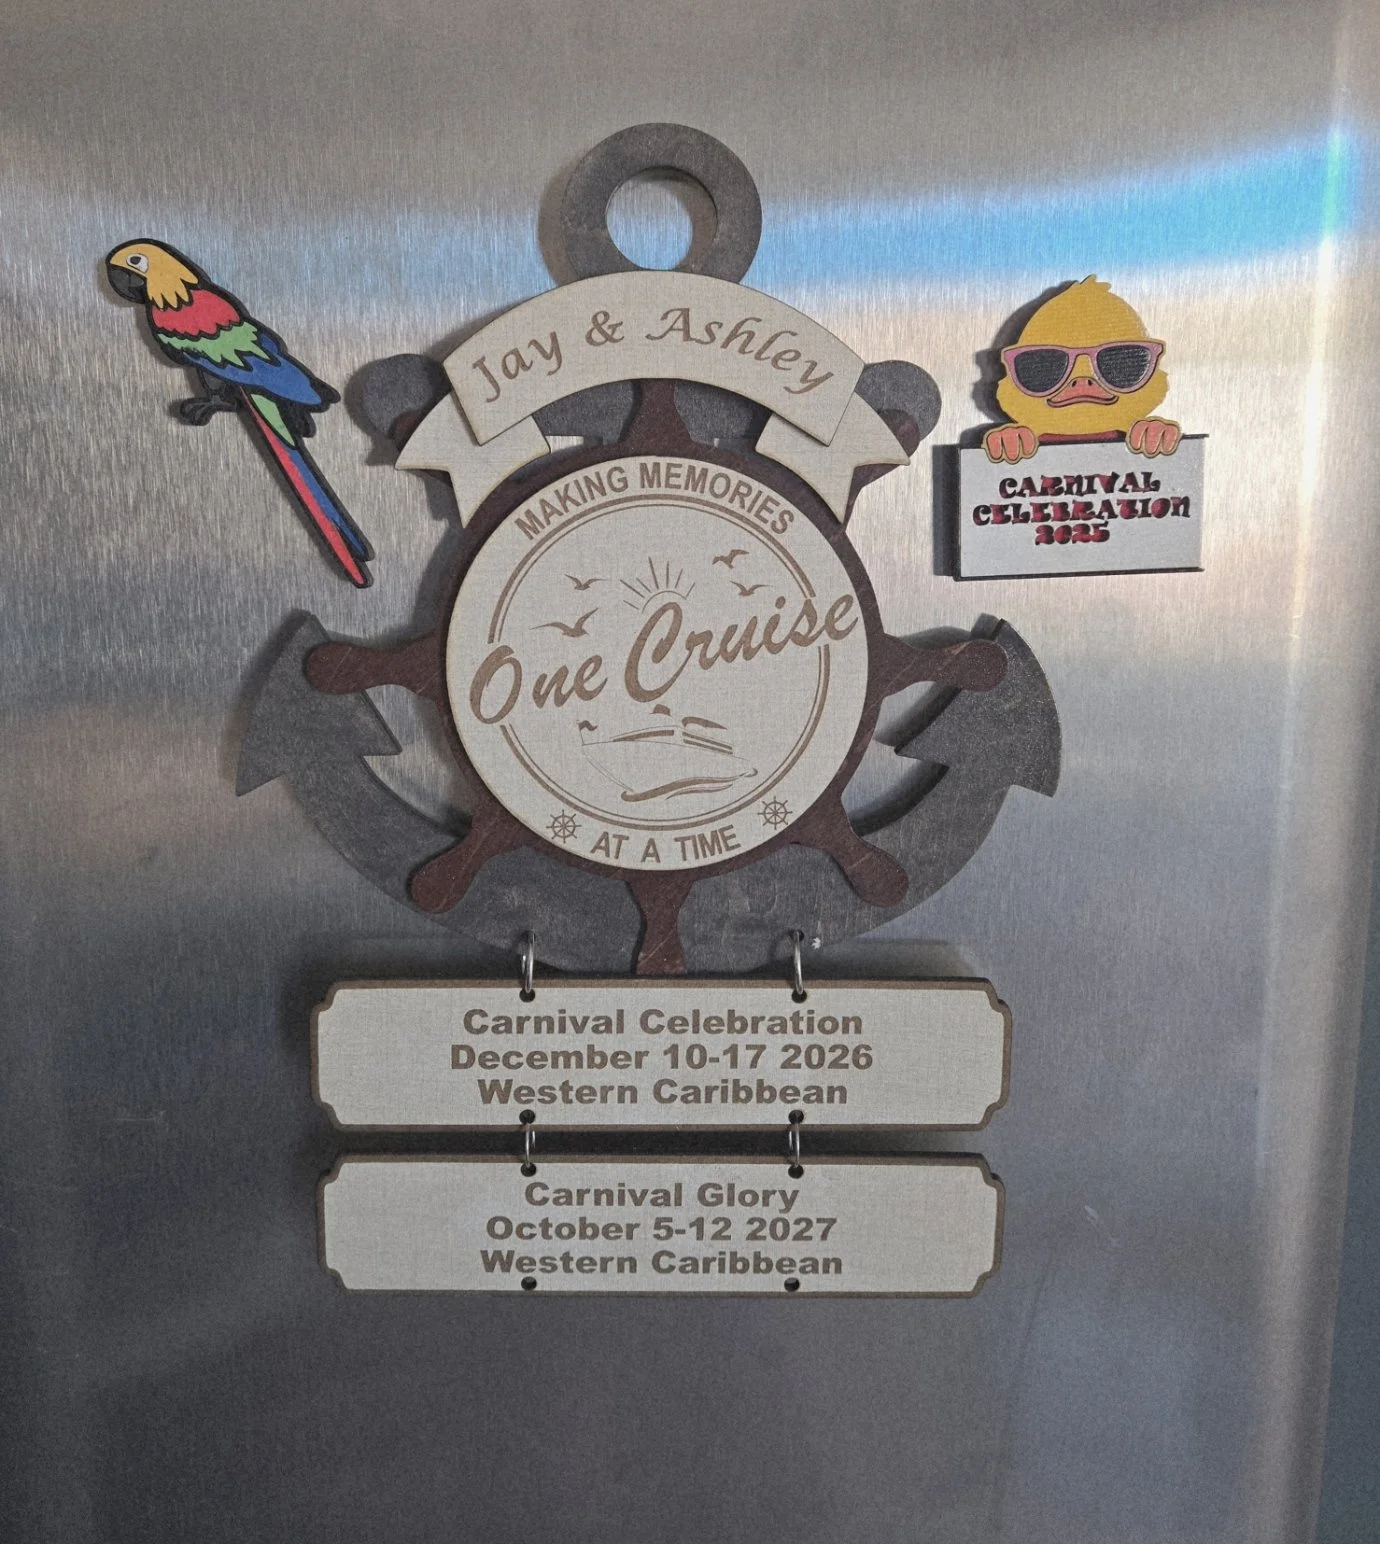 Jay & Ashley
MAKING MEMORIES
One Cruise
AT A TIME
CARNIVAL
CELEBRATION
2025
Carnival Celebration
December 10-17 2026
Western Caribbean
Carnival Glory
October 5-12 2027
Western Caribbean